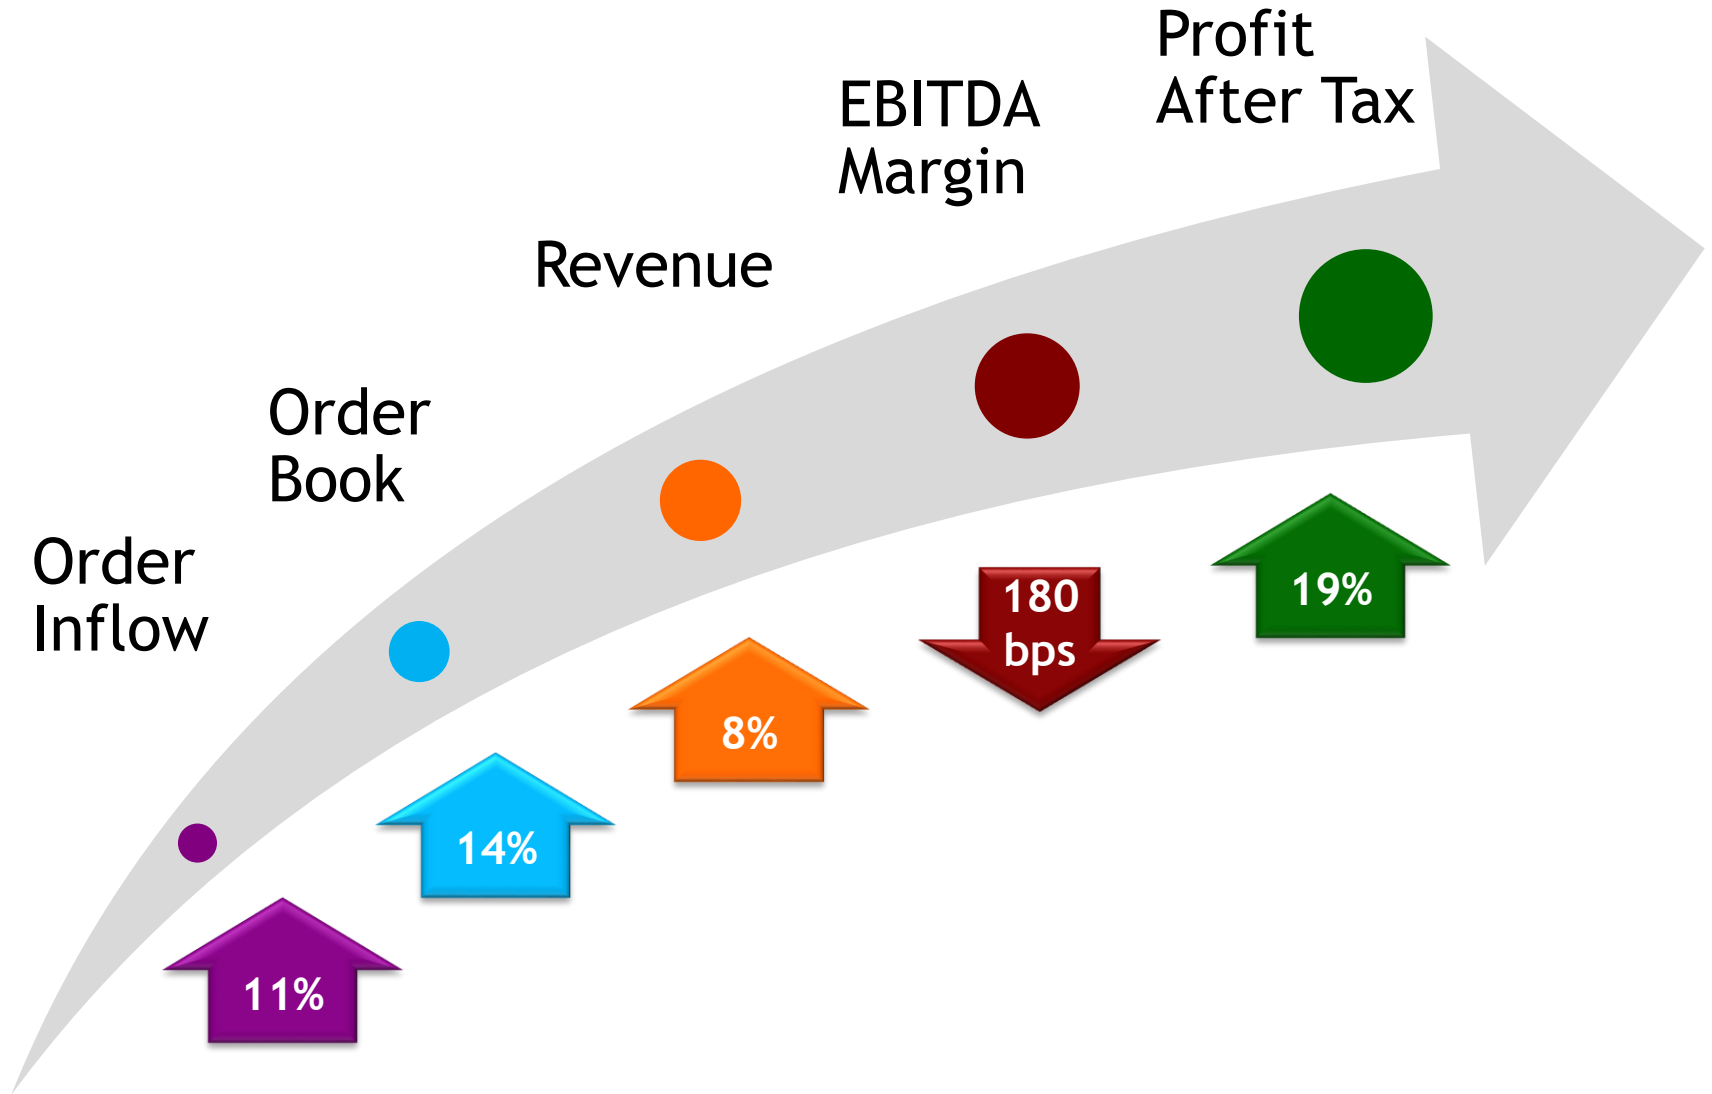 Profit
After Tax
EBITDA
Margin
Revenue
Order
Book
Order
Inflow
19%
180
bps
8%
14%
11%